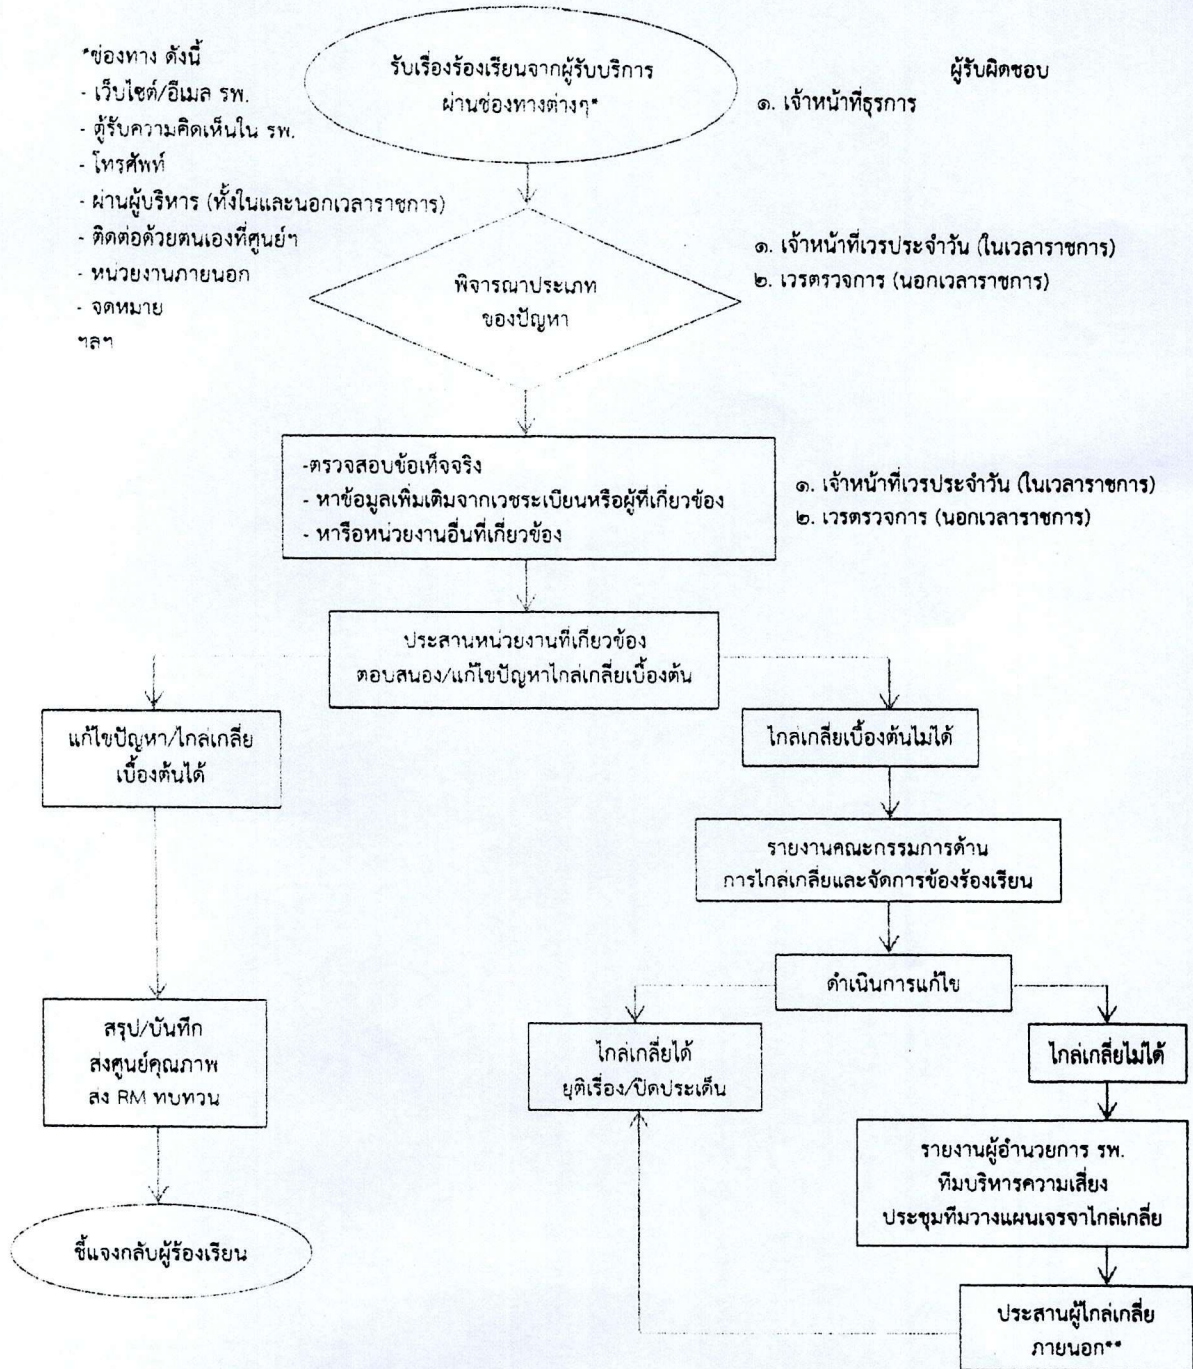 *ช่องทาง ดังนี้
- เว็บไซต์/อีเมล รพ.
- ตู้รับความคิดเห็นใน รพ.
- โทรศัพท์
- ผ่านผู้บริหาร (ทั้งในและนอกเวลาราชการ)
- ติดต่อด้วยตนเองที่ศูนย์ฯ
- หน่วยงานภายนอก
- จดหมาย
ฯลฯ
รับเรื่องร้องเรียนจากผู้รับบริการ
ผ่านช่องทางต่างๆ*
ผู้รับผิดชอบ
๑. เจ้าหน้าที่ธุรการ
พิจารณาประเภท
ของปัญหา
๑. เจ้าหน้าที่เวรประจำวัน (ในเวลาราชการ)
๒. เวรตรวจการ (นอกเวลาราชการ)
-ตรวจสอบข้อเท็จจริง
- หาข้อมูลเพิ่มเติมจากเวชระเบียนหรือผู้ที่เกี่ยวข้อง
- หารือหน่วยงานอื่นที่เกี่ยวข้อง
๑. เจ้าหน้าที่เวรประจำวัน (ในเวลาราชการ)
๒. เวรตรวจการ (นอกเวลาราชการ)
ประสานหน่วยงานที่เกี่ยวข้อง
ตอบสนอง/แก้ไขปัญหาไกล่เกลี่ยเบื้องต้น
แก้ไขปัญหา/ไกล่เกลี่ย
เบื้องต้นได้
ไกล่เกลี่ยเบื้องต้นไม่ได้
รายงานคณะกรรมการด้าน
การไกล่เกลี่ยและจัดการข้องร้องเรียน
ดำเนินการแก้ไข
สรุป/บันทึก
ส่งศูนย์คุณภาพ
ส่ง RM ทบทวน
ไกล่เกลี่ยได้
ยุติเรื่อง/ปิดประเด็น
ไกล่เกลี่ยไม่ได้
รายงานผู้อำนวยการ รพ.
ทีมบริหารความเสี่ยง
ประชุมทีมวางแผนเจรจาไกล่เกลี่ย
ชี้แจงกลับผู้ร้องเรียน
ประสานผู้ไกล่เกลี่ย
ภายนอก**